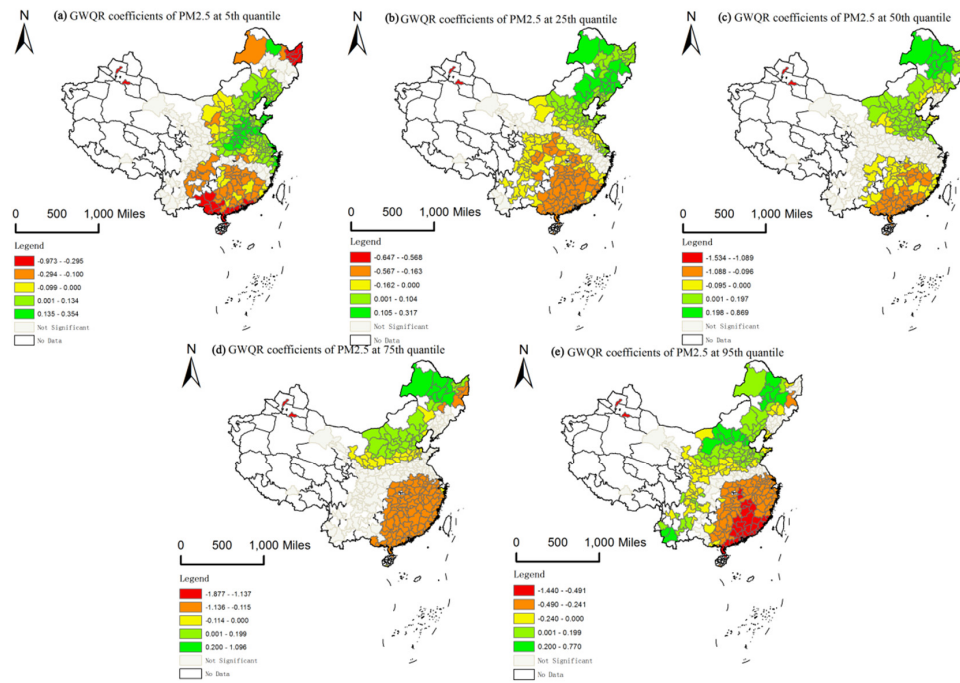 (a) GWQR coefficients of PM2.5 at 5th quantile
N
0 500 1,000 Miles
Legend
-0.973 - -0.295
-0.294 - -0.100
-0.099 - 0.000
0.001 - 0.134
0.135 - 0.354
Not Significant
No Data
(b) GWQR coefficients of PM2.5 at 25th quantile
N
0 500 1,000 Miles
Legend
-0.647 - -0.568
-0.567 - -0.163
-0.162 - 0.000
0.001 - 0.104
0.105 - 0.317
Not Significant
No Data
(c) GWQR coefficients of PM2.5 at 50th quantile
N
0 500 1,000 Miles
Legend
-1.534 - -1.089
-1.088 - -0.096
-0.095 - 0.000
0.001 - 0.197
0.198 - 0.869
Not Significant
No Data
(d) GWQR coefficients of PM2.5 at 75th quantile
N
0 500 1,000 Miles
Legend
-1.877 - -1.137
-1.136 - -0.115
-0.114 - 0.000
0.001 - 0.199
0.200 - 1.096
Not Significant
No Data
(e) GWQR coefficients of PM2.5 at 95th quantile
N
0 500 1,000 Miles
Legend
-1.440 - -0.491
-0.490 - -0.241
-0.240 - 0.000
0.001 - 0.199
0.200 - 0.770
Not Significant
No Data